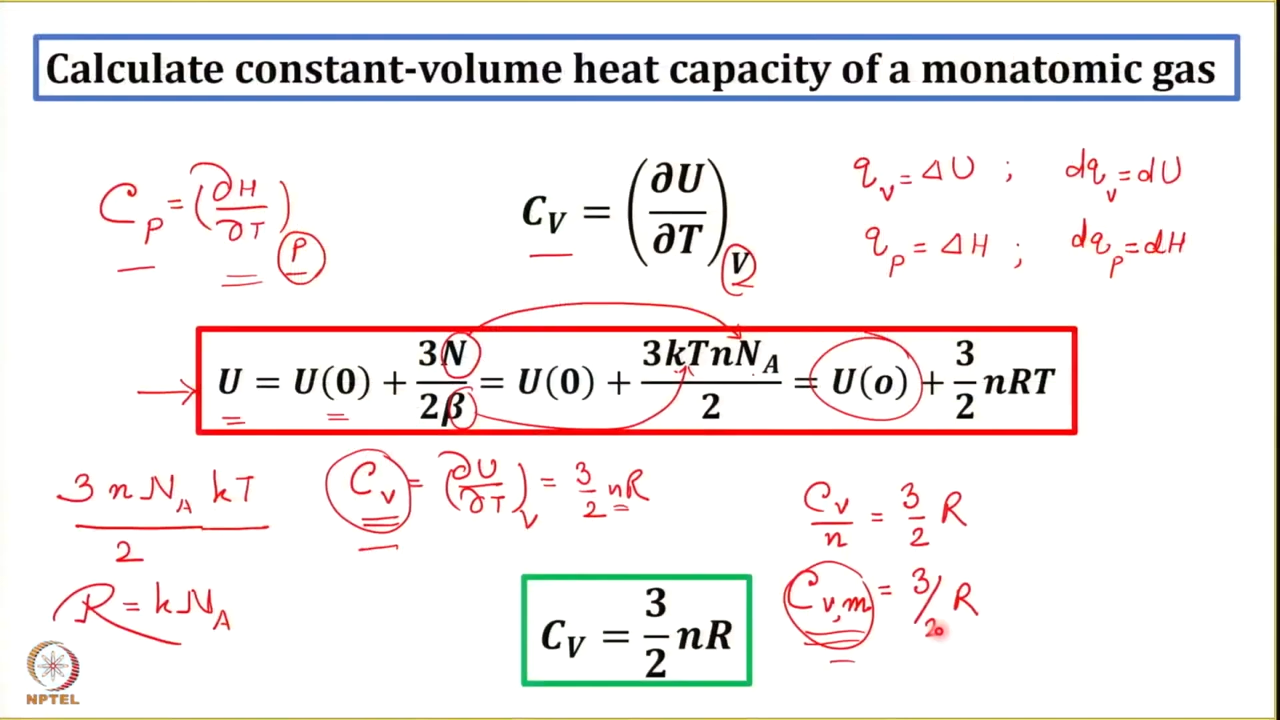 Calculate constant-volume heat capacity of a monatomic gas
C_P = (∂H/∂T)_P
C_V = (∂U/∂T)_V
q_v = ΔU ; dq_v = dU
q_p = ΔH ; dq_p = dH
U = U(0) + 3N/2β = U(0) + 3kTnN_A/2 = U(o) + 3/2 nRT
3 n N_A kT / 2
C_v = (∂U/∂T)_v = 3/2 nR
C_v/n = 3/2 R
R = kN_A
C_V = 3/2 nR
C_v,m = 3/2 R
NPTEL